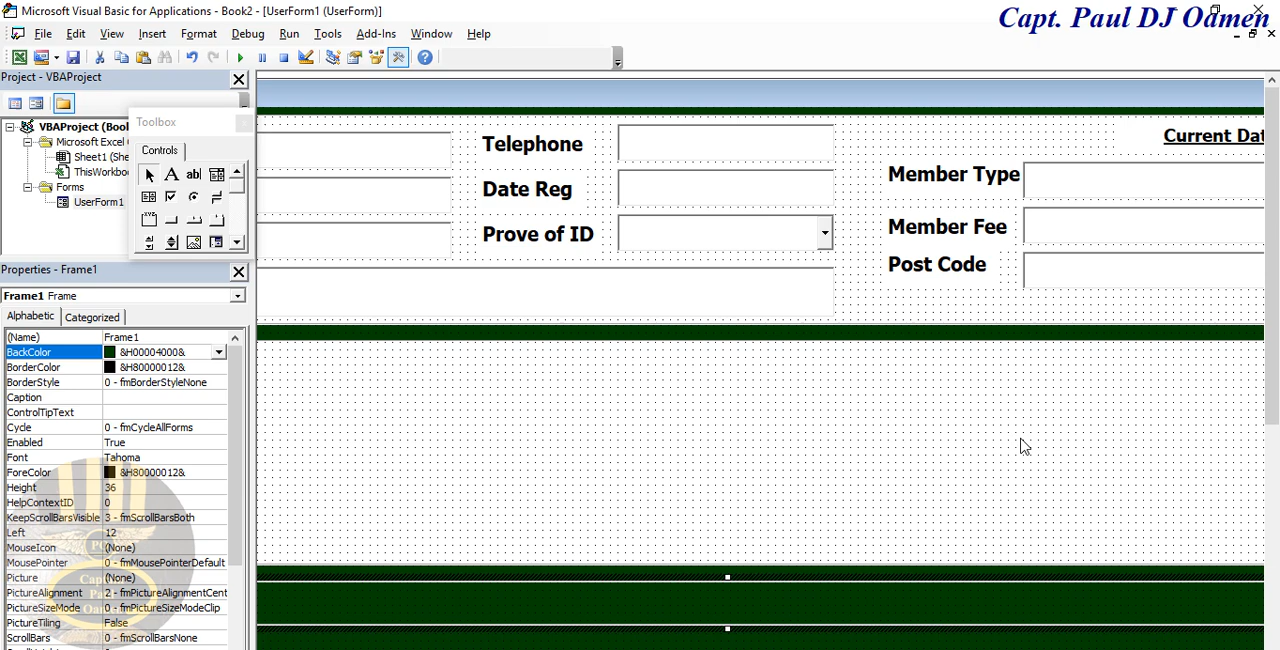 Microsoft Visual Basic for Applications - Book2 - [UserForm1 (UserForm)]
Capt. Paul DJ Oamen
File Edit View Insert Format Debug Run Tools Add-Ins Window Help
Project - VBAProject
VBAProject (Bool
Microsoft Excel
Sheet1 (She
ThisWorkbo
Forms
UserForm1
Toolbox
Controls
Telephone
Date Reg
Prove of ID
Current Dat
Member Type
Member Fee
Post Code
Properties - Frame1
Frame1 Frame
Alphabetic Categorized
(Name) Frame1
BackColor &H00004000&
BorderColor &H80000012&
BorderStyle 0 - fmBorderStyleNone
Caption
ControlTipText
Cycle 0 - fmCycleAllForms
Enabled True
Font Tahoma
ForeColor &H80000012&
Height 36
HelpContextID 0
KeepScrollBarsVisible 3 - fmScrollBarsBoth
Left 12
MouseIcon (None)
MousePointer 0 - fmMousePointerDefault
Picture (None)
PictureAlignment 2 - fmPictureAlignmentCent
PictureSizeMode 0 - fmPictureSizeModeClip
PictureTiling False
ScrollBars 0 - fmScrollBarsNone